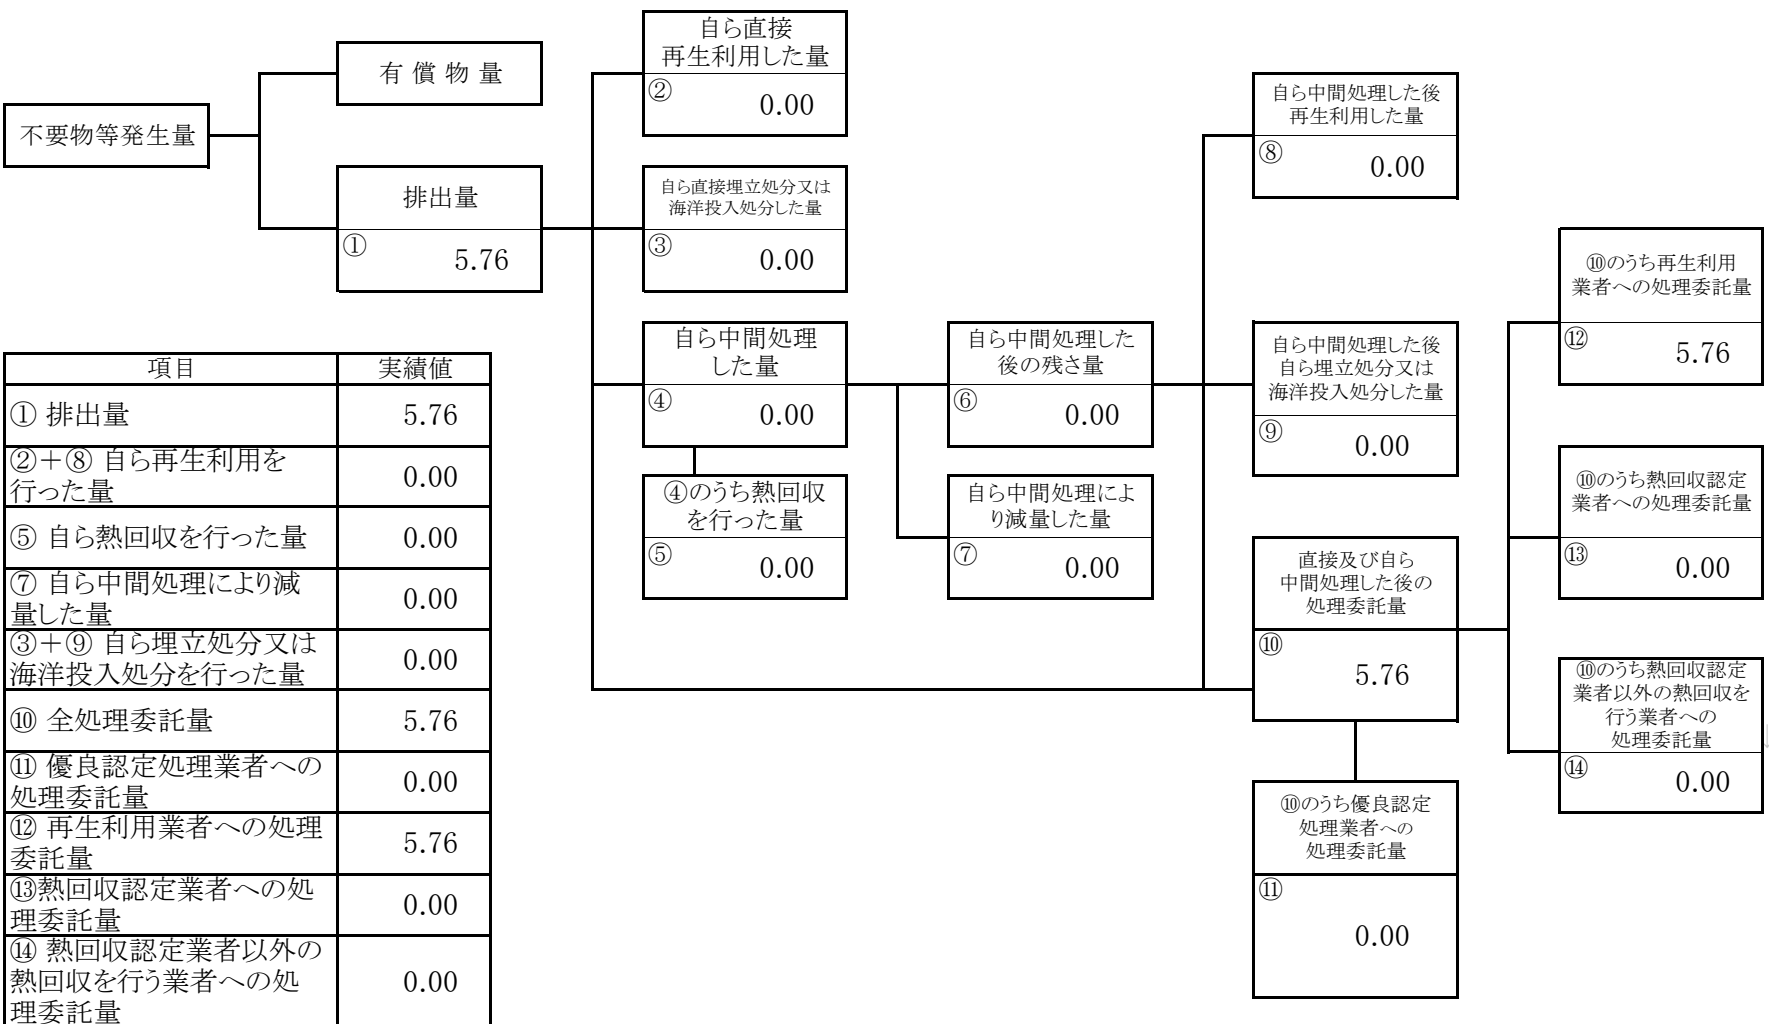 自ら直接
再生利用した量
② 0.00
有償物量
不要物等発生量
排出量
① 5.76
自ら直接埋立処分又は
海洋投入処分した量
③ 0.00
自ら中間処理した後
再生利用した量
⑧ 0.00
自ら中間処理
した量
④ 0.00
自ら中間処理した
後の残さ量
⑥ 0.00
自ら中間処理した後
自ら埋立処分又は
海洋投入処分した量
⑨ 0.00
⑩のうち再生利用
業者への処理委託量
⑫ 5.76
④のうち熱回収
を行った量
⑤ 0.00
自ら中間処理によ
り減量した量
⑦ 0.00
⑩のうち熱回収認定
業者への処理委託量
⑬ 0.00
直接及び自ら
中間処理した後の
処理委託量
⑩ 5.76
⑩のうち熱回収認定
業者以外の熱回収を
行う業者への
処理委託量
⑭ 0.00
⑩のうち優良認定
処理業者への
処理委託量
⑪ 0.00
項目 実績値
① 排出量 5.76
②+⑧ 自ら再生利用を
行った量 0.00
⑤ 自ら熱回収を行った量 0.00
⑦ 自ら中間処理により減
量した量 0.00
③+⑨ 自ら埋立処分又は
海洋投入処分を行った量 0.00
⑩ 全処理委託量 5.76
⑪ 優良認定処理業者への
処理委託量 0.00
⑫ 再生利用業者への処理
委託量 5.76
⑬熱回収認定業者への処
理委託量 0.00
⑭ 熱回収認定業者以外の
熱回収を行う業者への処
理委託量 0.00